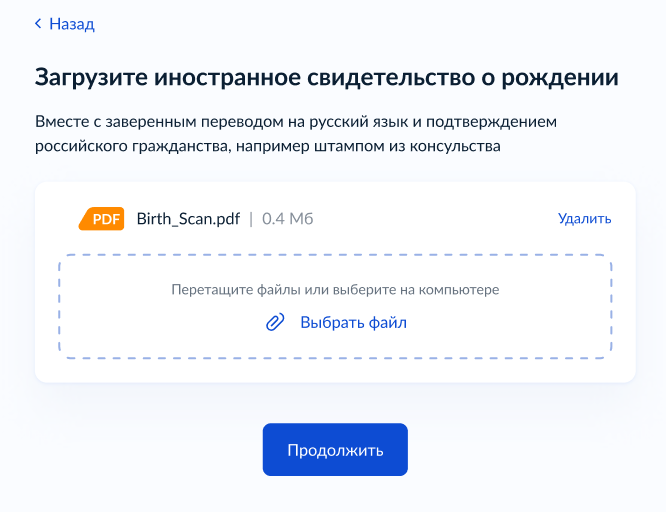 Назад
Загрузите иностранное свидетельство о рождении
Вместе с заверенным переводом на русский язык и подтверждением
российского гражданства, например штампом из консульства
PDF Birth_Scan.pdf | 0.4 Мб Удалить
Перетащите файлы или выберите на компьютере
Выбрать файл
Продолжить